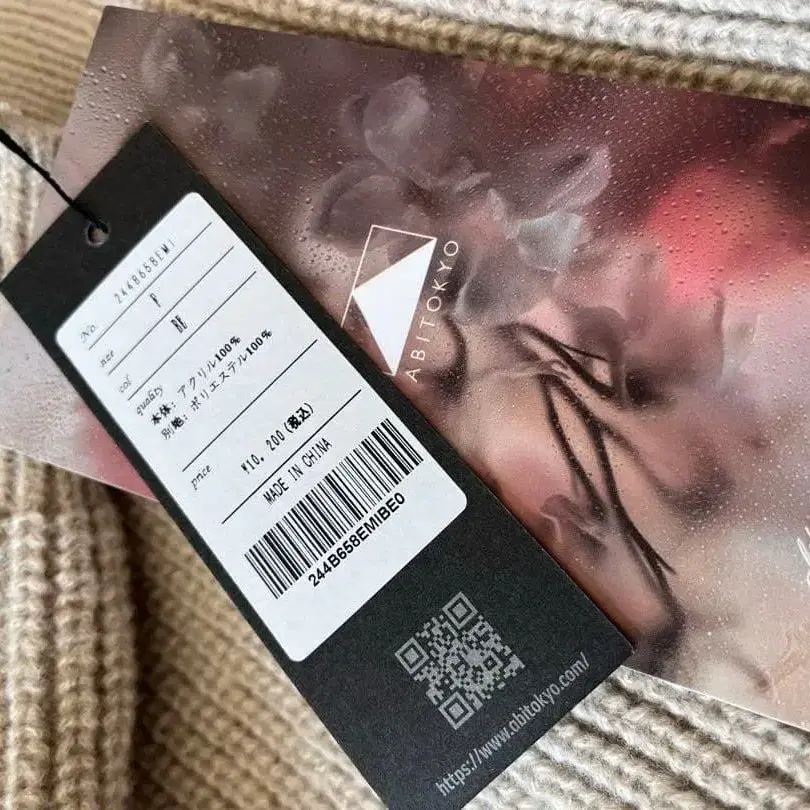 No. 244B658EMI
size F
col BE
quality
本体: アクリル100%
別地: ポリエステル100%
price ¥10,200(税込)
MADE IN CHINA
244B658EMIBE0
https://www.abitokyo.com/
ABITOKYO